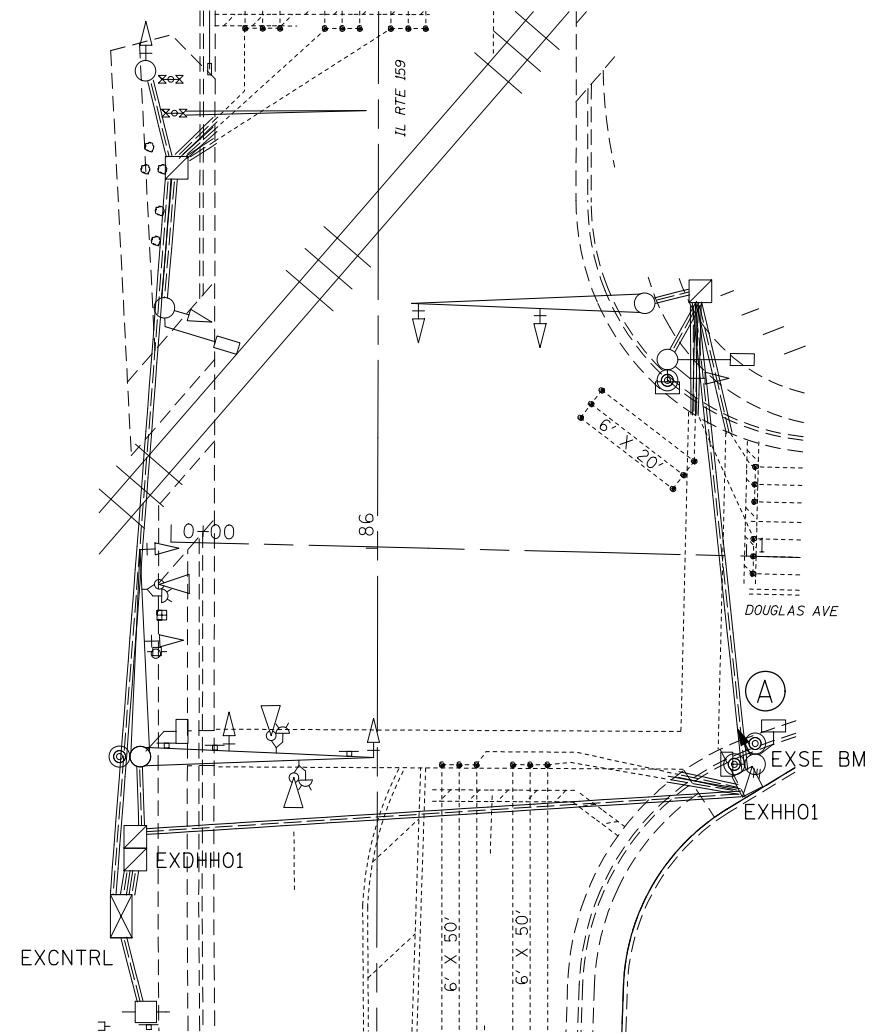 IL RTE 159
6' X 20'
86
0+00
1
DOUGLAS AVE
A
EXSE BM
EXHH01
EXDHH01
EXCNTRL
6' X 50'
6' X 50'